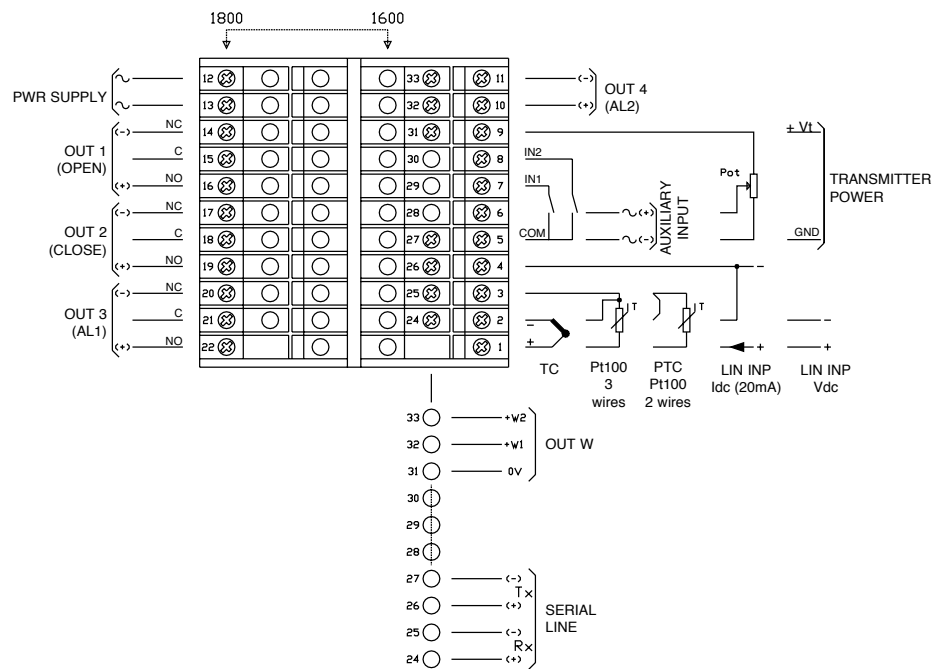 1800 1600
PWR SUPPLY
12 33 11 (-)
OUT 4
(AL2)
13 32 10 (+)
OUT 1
(OPEN)
(-) NC 14 31 9 + Vt
C 15 30 8 IN2
(+) NO 16 29 7 IN1
Pot
TRANSMITTER
POWER
OUT 2
(CLOSE)
(-) NC 17 28 6 (+)
C 18 27 5 COM (-) GND
AUXILIARY
INPUT
(+) NO 19 26 4 -
OUT 3
(AL1)
(-) NC 20 25 3 T T
C 21 24 2 - -
(+) NO 22 1 + + +
TC
Pt100
3
wires
PTC
Pt100
2 wires
LIN INP
Idc (20mA)
LIN INP
Vdc
33 +W2
32 +W1
31 0V
OUT W
30
29
28
27 (-)
Tx
26 (+)
25 (-)
Rx
24 (+)
SERIAL
LINE